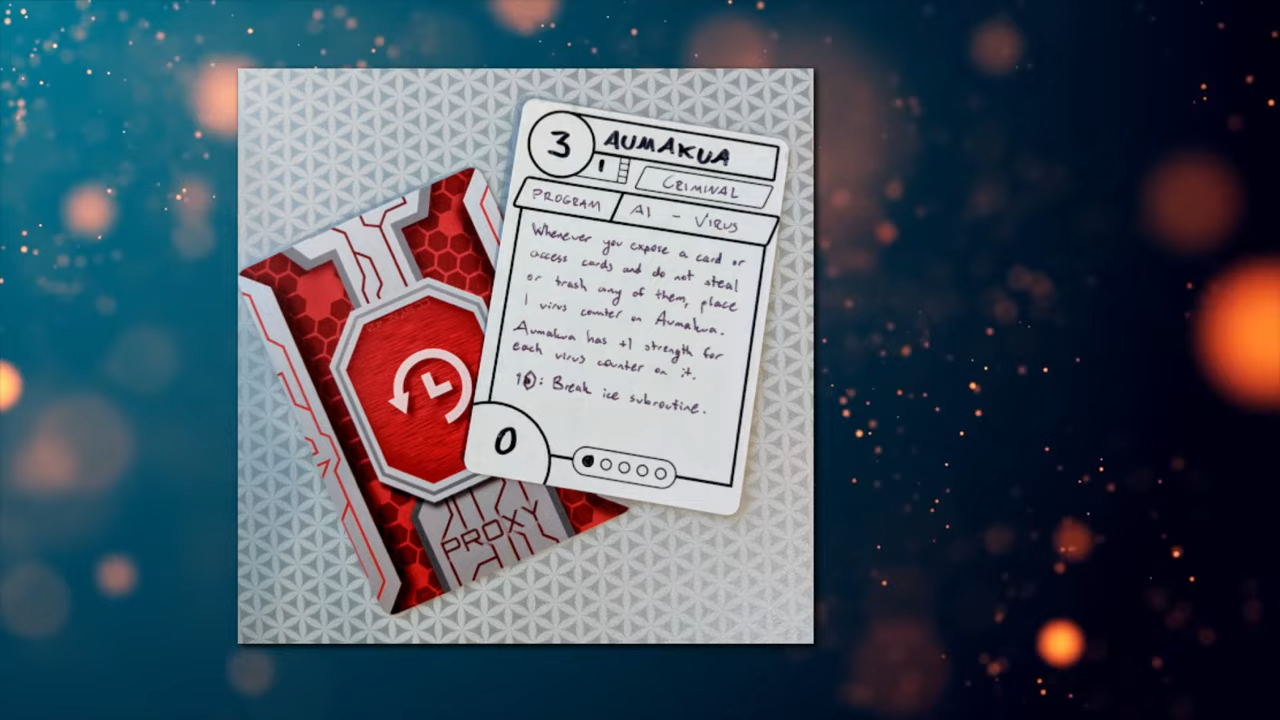 3
AUMAKUA
1
CRIMINAL
PROGRAM
AI - VIRUS
Whenever you expose a card or
access cards and do not steal
or trash any of them, place
1 virus counter on Aumakua.
Aumakua has +1 strength for
each virus counter on it.
1: Break ice subroutine.
0
PROXY